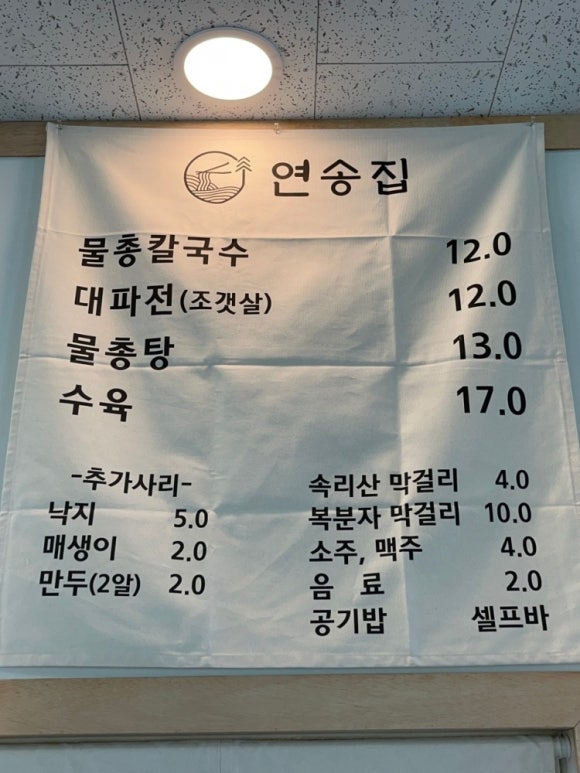 연송집
물총칼국수 12.0
대파전(조갯살) 12.0
물총탕 13.0
수육 17.0
-추가사리-
낙지 5.0
매생이 2.0
만두(2알) 2.0
속리산 막걸리 4.0
복분자 막걸리 10.0
소주, 맥주 4.0
음 료 2.0
공기밥 셀프바